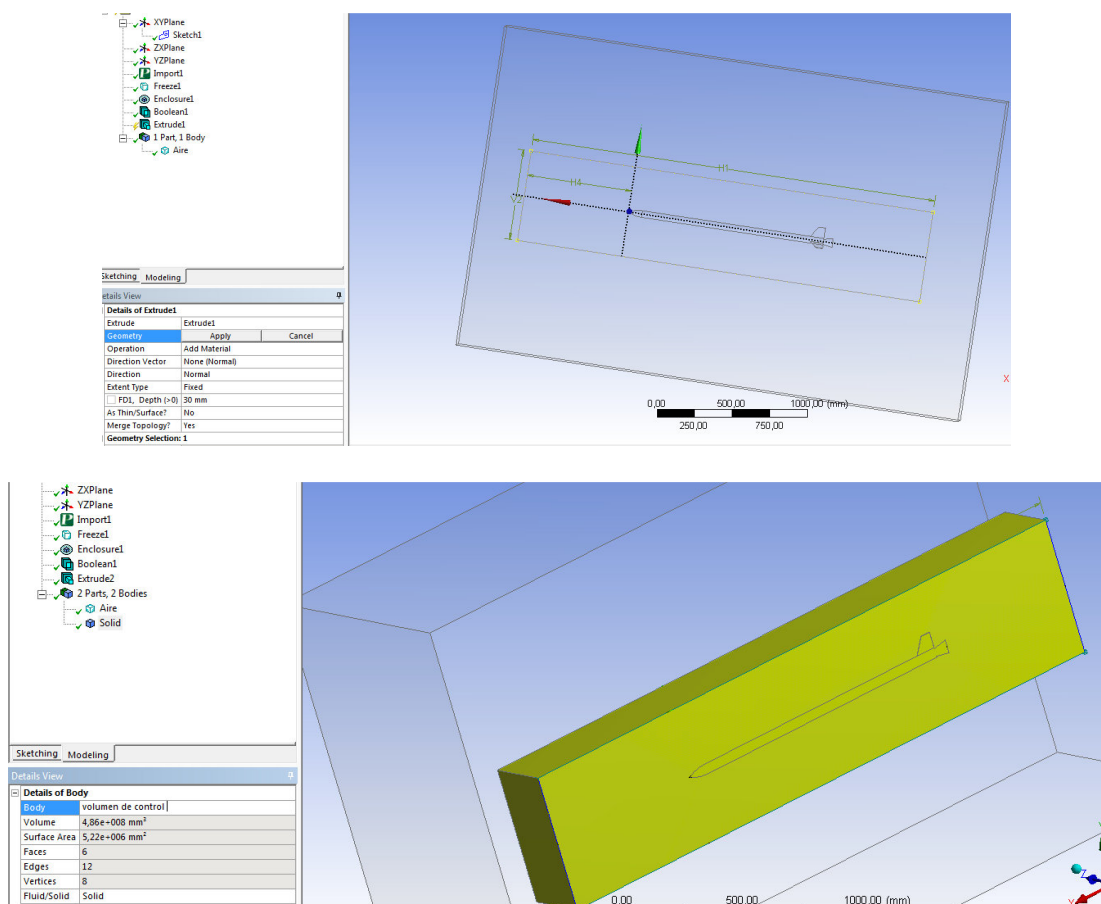 XYPlane
Sketch1
ZXPlane
YZPlane
Import1
Freeze1
Enclosure1
Boolean1
Extrude1
1 Part, 1 Body
Aire
H1
H4
V2
X
0,00 500,00 1000,00 (mm)
250,00 750,00
Sketching Modeling
etails View
Details of Extrude1
Extrude Extrude1
Geometry Apply Cancel
Operation Add Material
Direction Vector None (Normal)
Direction Normal
Extent Type Fixed
FD1, Depth (>0) 30 mm
As Thin/Surface? No
Merge Topology? Yes
Geometry Selection: 1
ZXPlane
YZPlane
Import1
Freeze1
Enclosure1
Boolean1
Extrude2
2 Parts, 2 Bodies
Aire
Solid
Sketching Modeling
Details View
Details of Body
Body volumen de control
Volume 4,86e+008 mm³
Surface Area 5,22e+006 mm²
Faces 6
Edges 12
Vertices 8
Fluid/Solid Solid
0,00 500,00 1000,00 (mm)
Z
X